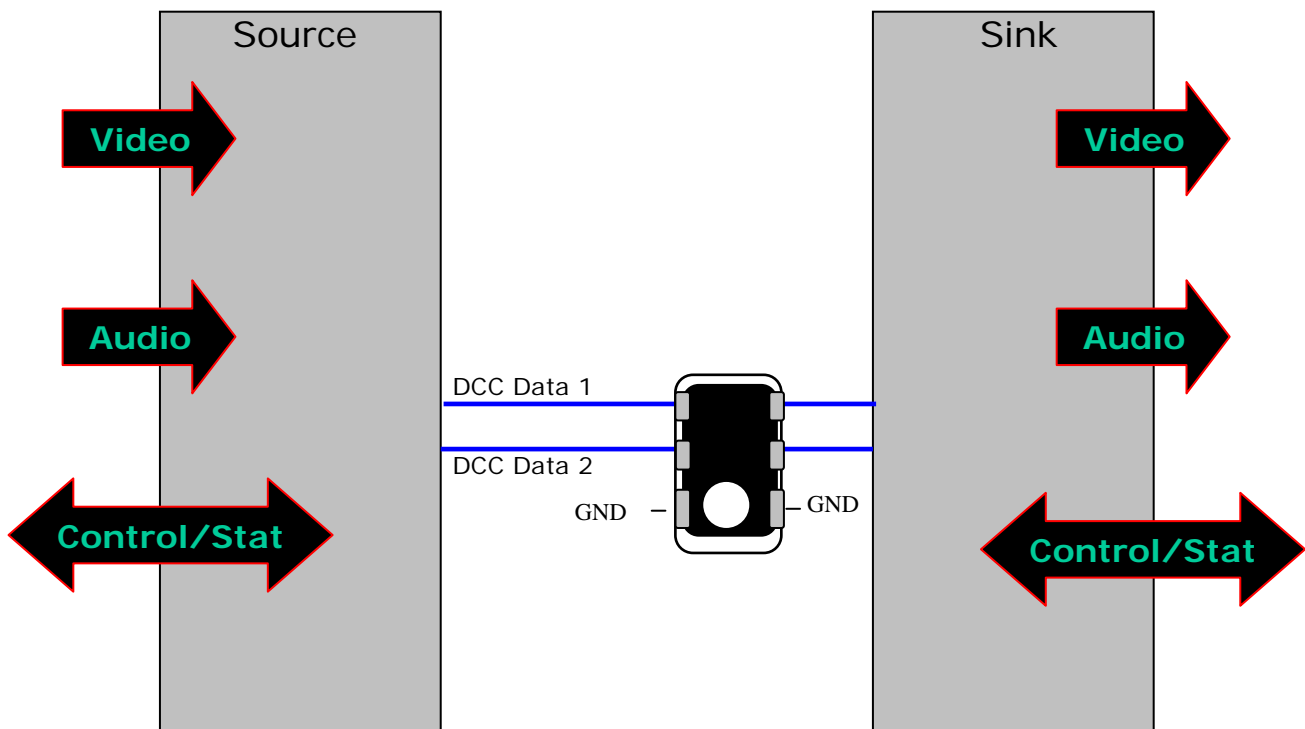 Source
Sink
Video
Video
Audio
Audio
DCC Data 1
DCC Data 2
GND
GND
Control/Stat
Control/Stat